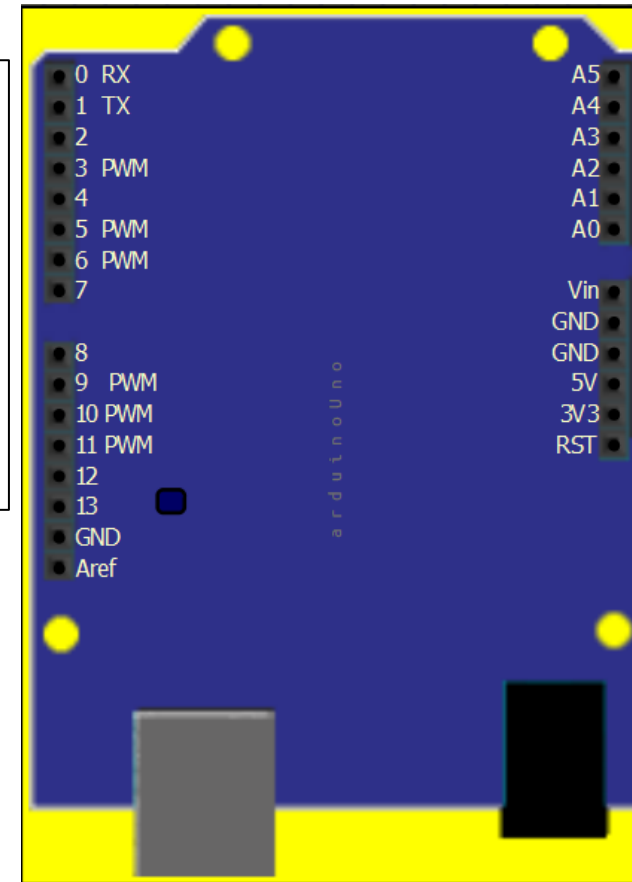 0 RX
1 TX
2
3 PWM
4
5 PWM
6 PWM
7
8
9 PWM
10 PWM
11 PWM
12
13
GND
Aref
arduinoUno
A5
A4
A3
A2
A1
A0
Vin
GND
GND
5V
3V3
RST